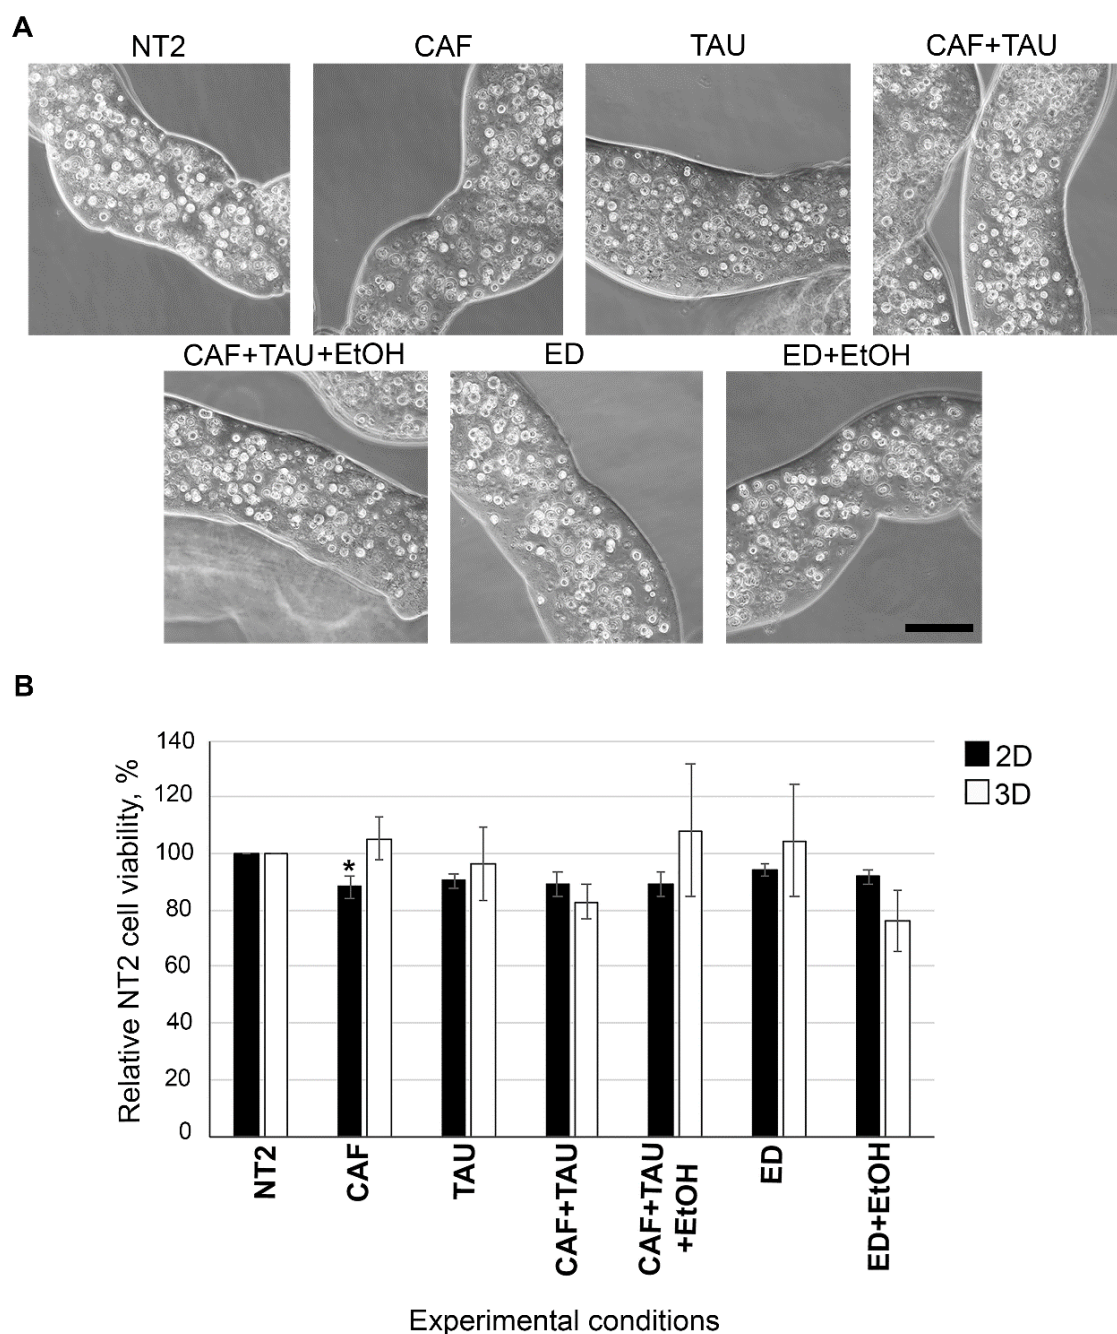 A
NT2
CAF
TAU
CAF+TAU
CAF+TAU+EtOH
ED
ED+EtOH
B
Relative NT2 cell viability, %
140
120
100
80
60
40
20
0
*
2D
3D
NT2
CAF
TAU
CAF+TAU
CAF+TAU
+EtOH
ED
ED+EtOH
Experimental conditions